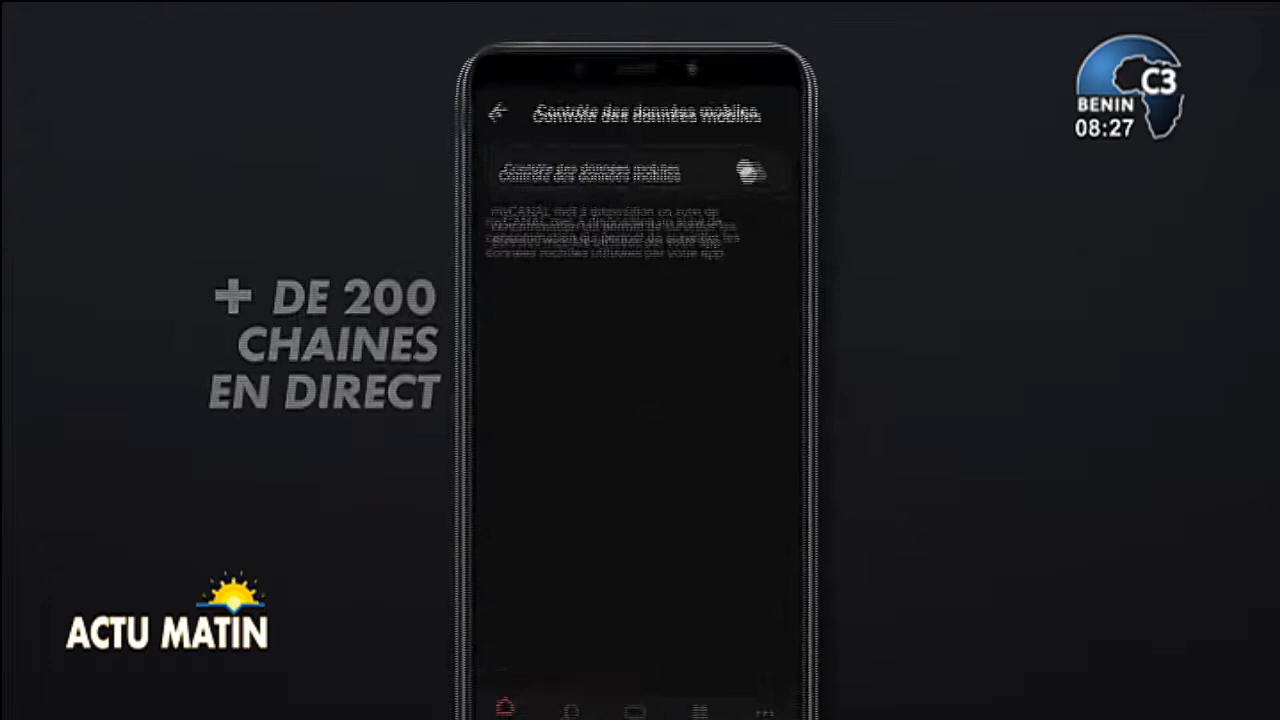 C3
BENIN
08:27
Contrôle des données mobiles
Contrôle des données mobiles
+ DE 200
CHAINES
EN DIRECT
ACTU MATIN